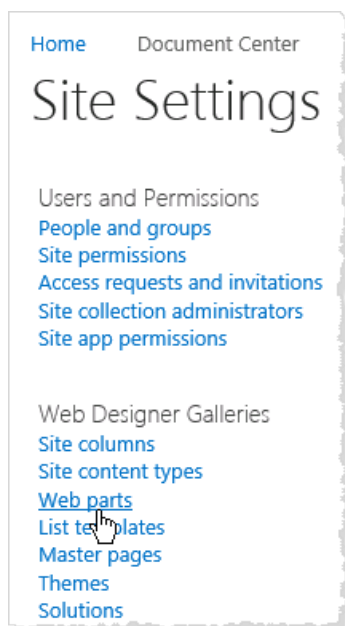 Home Document Center
Site Settings
Users and Permissions
People and groups
Site permissions
Access requests and invitations
Site collection administrators
Site app permissions
Web Designer Galleries
Site columns
Site content types
Web parts
List templates
Master pages
Themes
Solutions